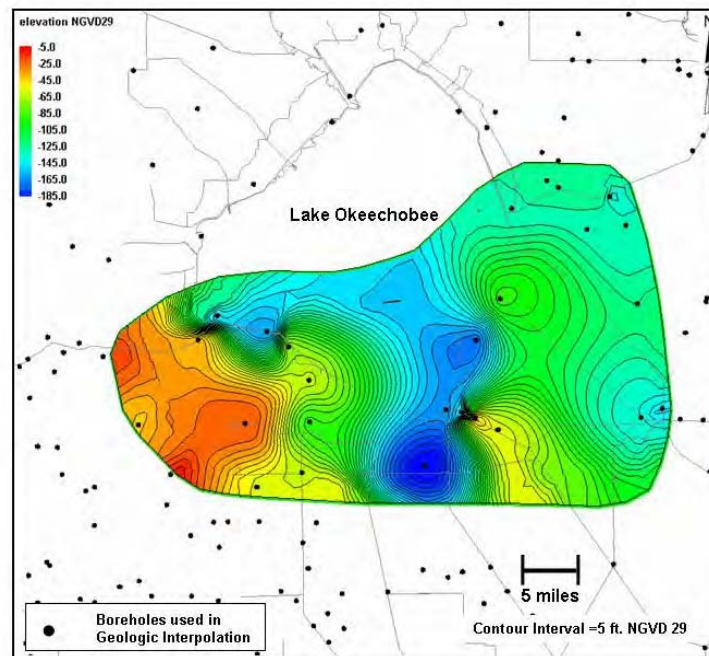 elevation NGVD29
-5.0
-25.0
-45.0
-65.0
-85.0
-105.0
-125.0
-145.0
-165.0
-185.0
N
Lake Okeechobee
5 miles
Boreholes used in
Geologic Interpolation
Contour Interval =5 ft. NGVD 29